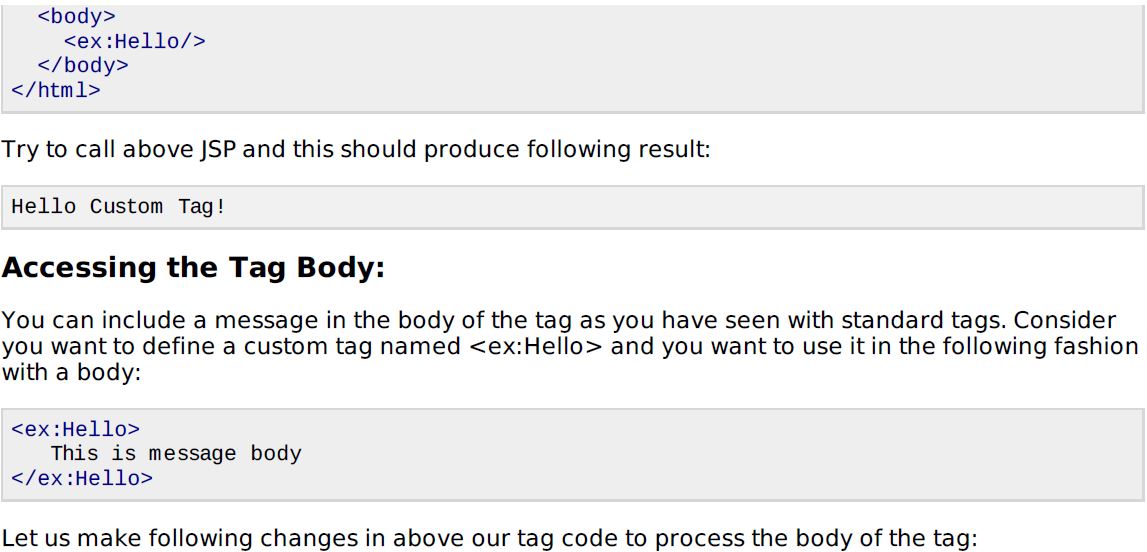 <body>
<ex:Hello/>
</body>
</html>
Try to call above JSP and this should produce following result:
Hello Custom Tag!
Accessing the Tag Body:
You can include a message in the body of the tag as you have seen with standard tags. Consider
you want to define a custom tag named <ex:Hello> and you want to use it in the following fashion
with a body:
<ex:Hello>
This is message body
</ex:Hello>
Let us make following changes in above our tag code to process the body of the tag: